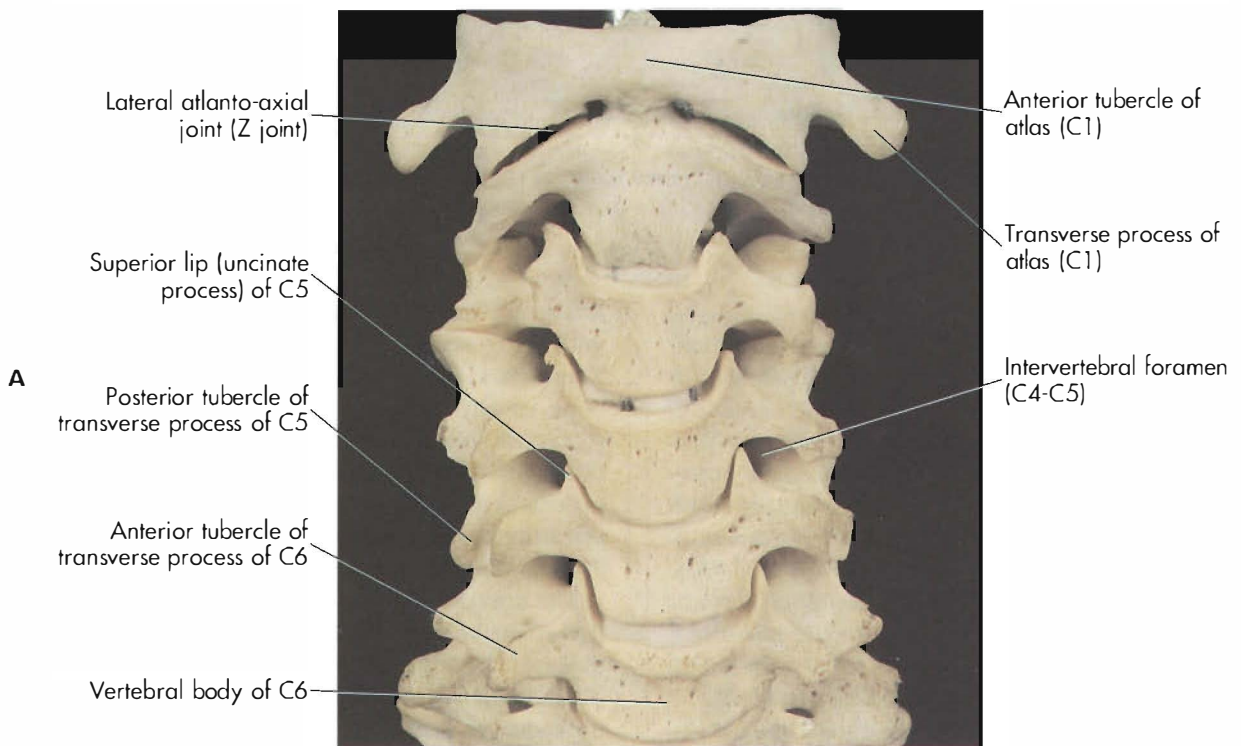 Lateral atlanto-axial
joint (Z joint)
Superior lip (uncinate
process) of C5
A
Posterior tubercle of
transverse process of C5
Anterior tubercle of
transverse process of C6
Vertebral body of C6
Anterior tubercle of
atlas (C1)
Transverse process of
atlas (C1)
Intervertebral foramen
(C4-C5)